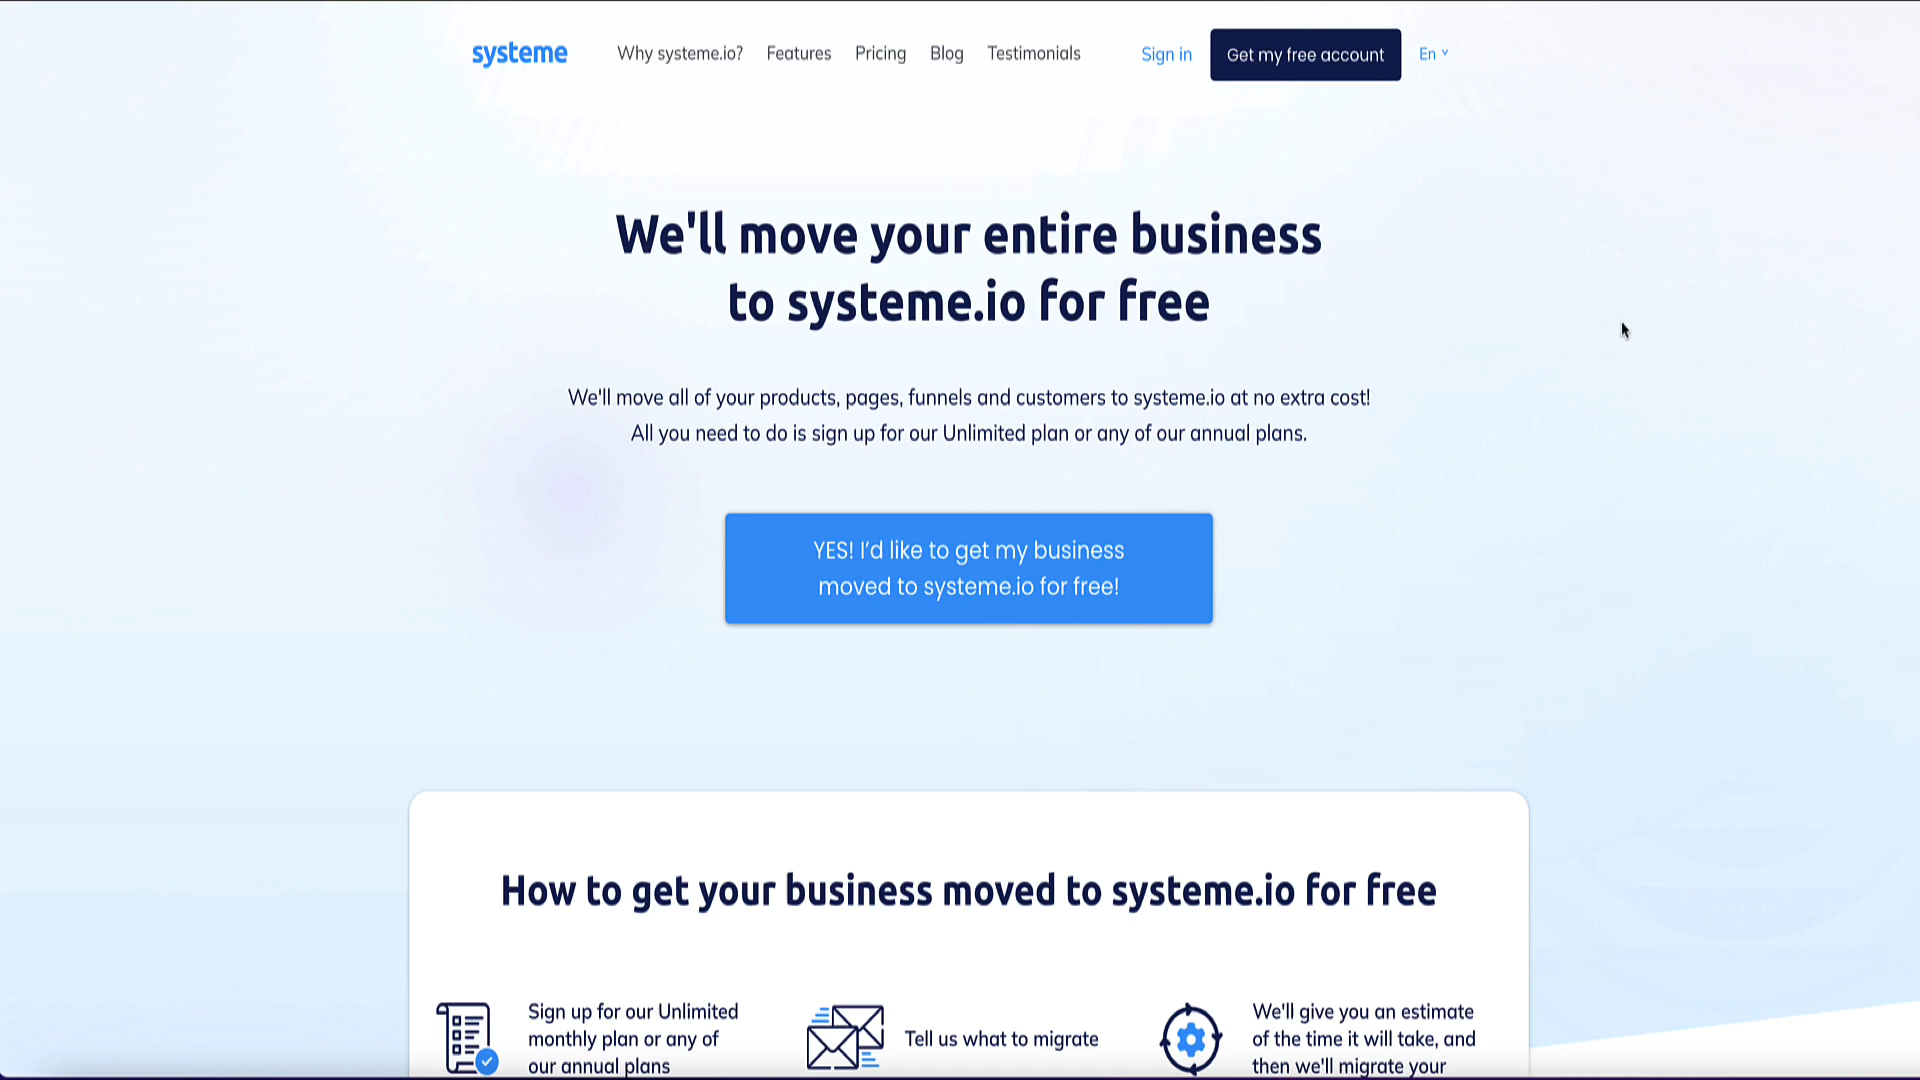 systeme
Why systeme.io? Features Pricing Blog Testimonials Sign in Get my free account En
We'll move your entire business
to systeme.io for free
We'll move all of your products, pages, funnels and customers to systeme.io at no extra cost!
All you need to do is sign up for our Unlimited plan or any of our annual plans.
YES! I’d like to get my business
moved to systeme.io for free!
How to get your business moved to systeme.io for free
Sign up for our Unlimited
monthly plan or any of
our annual plans
Tell us what to migrate
We'll give you an estimate
of the time it will take, and
then we'll migrate your